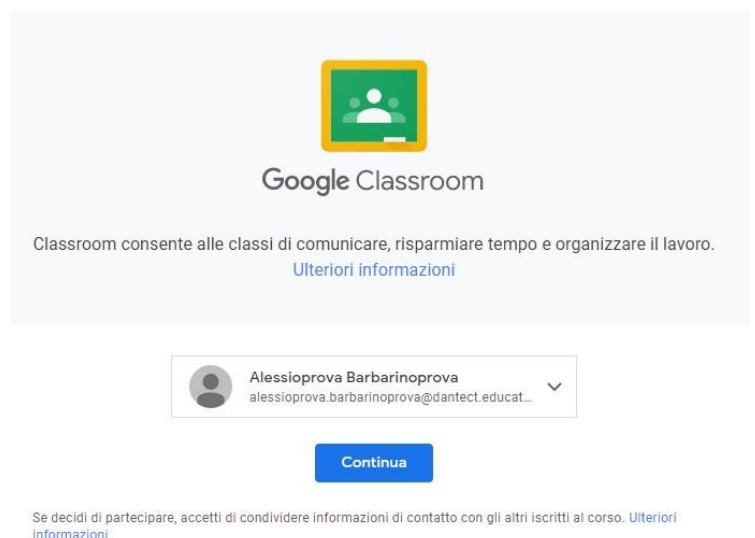 Google Classroom
Classroom consente alle classi di comunicare, risparmiare tempo e organizzare il lavoro.
Ulteriori informazioni
Alessioprova Barbarinoprova
alessioprova.barbarinoprova@dantect.educat...
Continua
Se decidi di partecipare, accetti di condividere informazioni di contatto con gli altri iscritti al corso. Ulteriori
informazioni